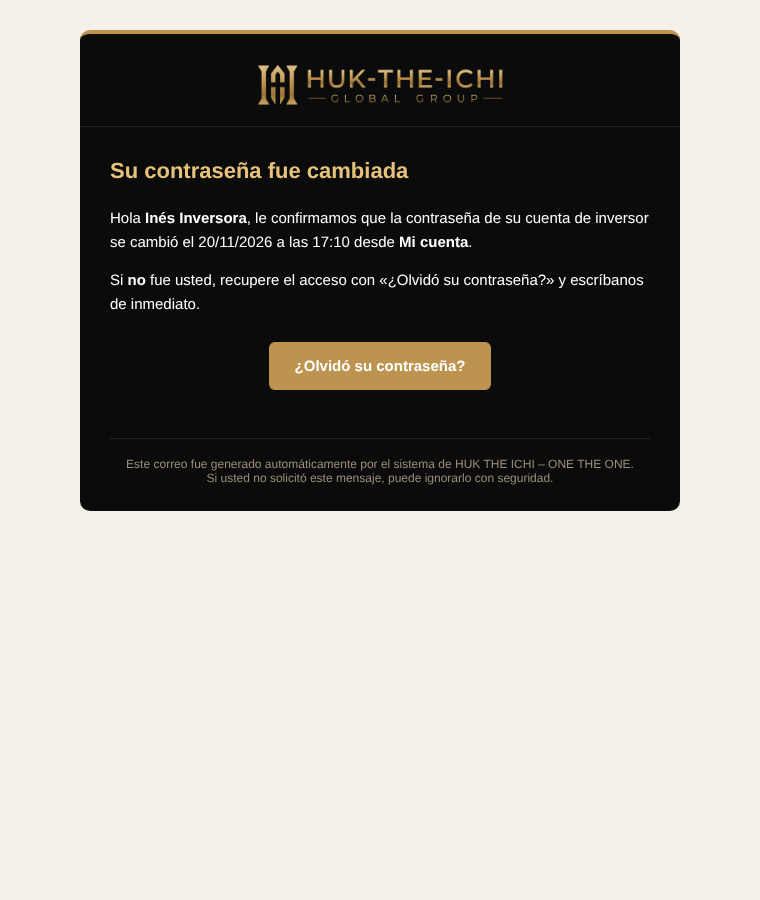 HUK-THE-ICHI
GLOBAL GROUP
Su contraseña fue cambiada
Hola Inés Inversora, le confirmamos que la contraseña de su cuenta de inversor
se cambió el 20/11/2026 a las 17:10 desde Mi cuenta.
Si no fue usted, recupere el acceso con «¿Olvidó su contraseña?» y escríbanos
de inmediato.
¿Olvidó su contraseña?
Este correo fue generado automáticamente por el sistema de HUK THE ICHI – ONE THE ONE.
Si usted no solicitó este mensaje, puede ignorarlo con seguridad.